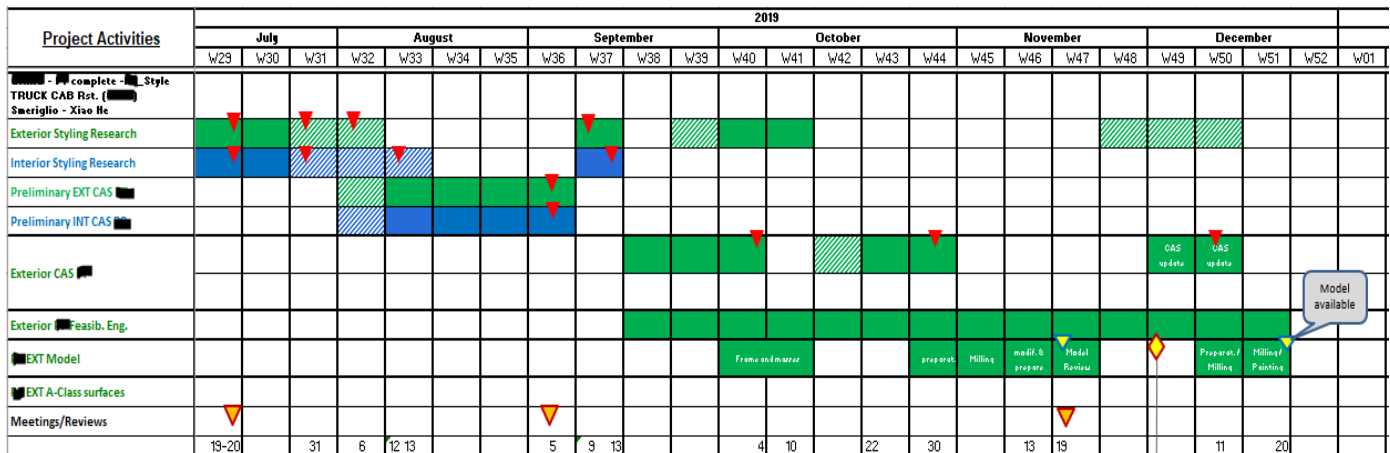 Project Activities
2019
July August September October November December
W29 W30 W31 W32 W33 W34 W35 W36 W37 W38 W39 W40 W41 W42 W43 W44 W45 W46 W47 W48 W49 W50 W51 W52 W01
- complete - _Style
TRUCK CAB Rst. ( )
Smeriglio - Xiao He
Exterior Styling Research
Interior Styling Research
Preliminary EXT CAS
Preliminary INT CAS
Exterior CAS
CAS update
CAS update
Model available
Exterior Feasib. Eng.
EXT Model
Frame and masses
preparat.
Milling
modif. & prepare
Model Review
Preparat./ Milling
Milling/ Painting
EXT A-Class surfaces
Meetings/Reviews
19-20 31 6 12 13 5 9 13 4 10 22 30 13 19 11 20